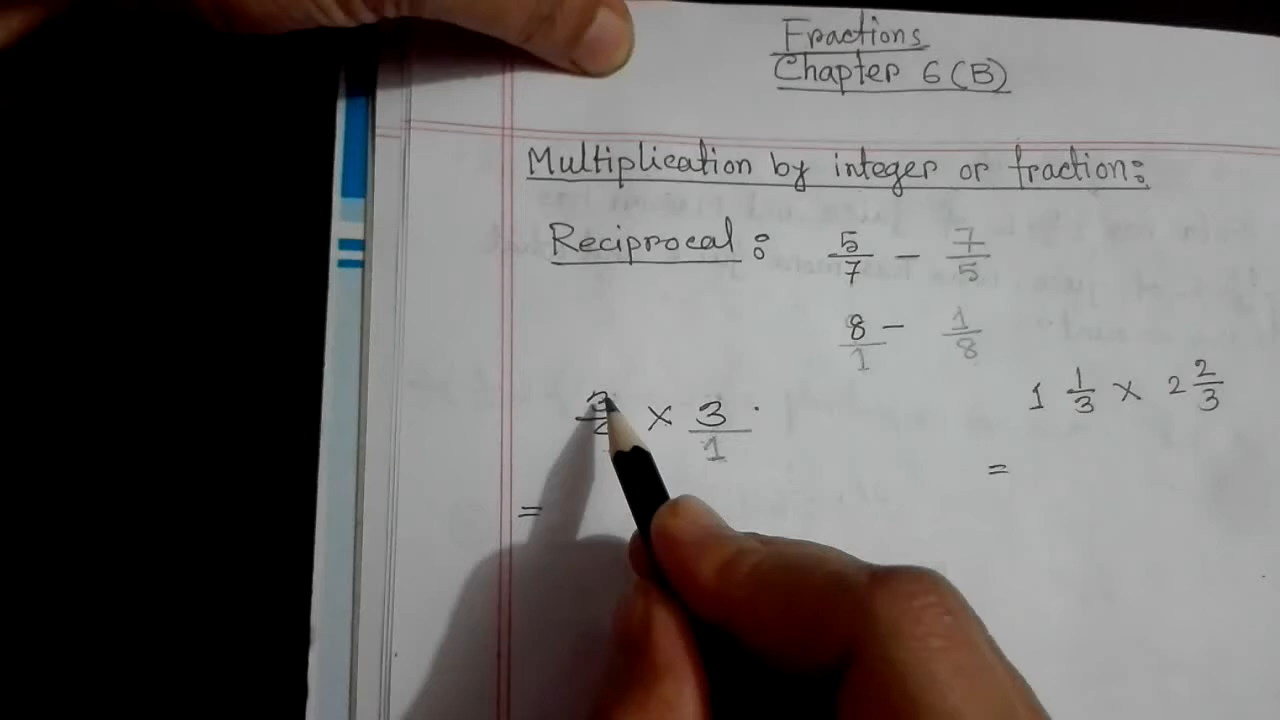 Fractions
Chapter 6 (B)
Multiplication by integer or fraction:
Reciprocal: 5/7 - 7/5
8/1 - 1/8
3/ × 3/1
1 1/3 × 2 2/3
= =